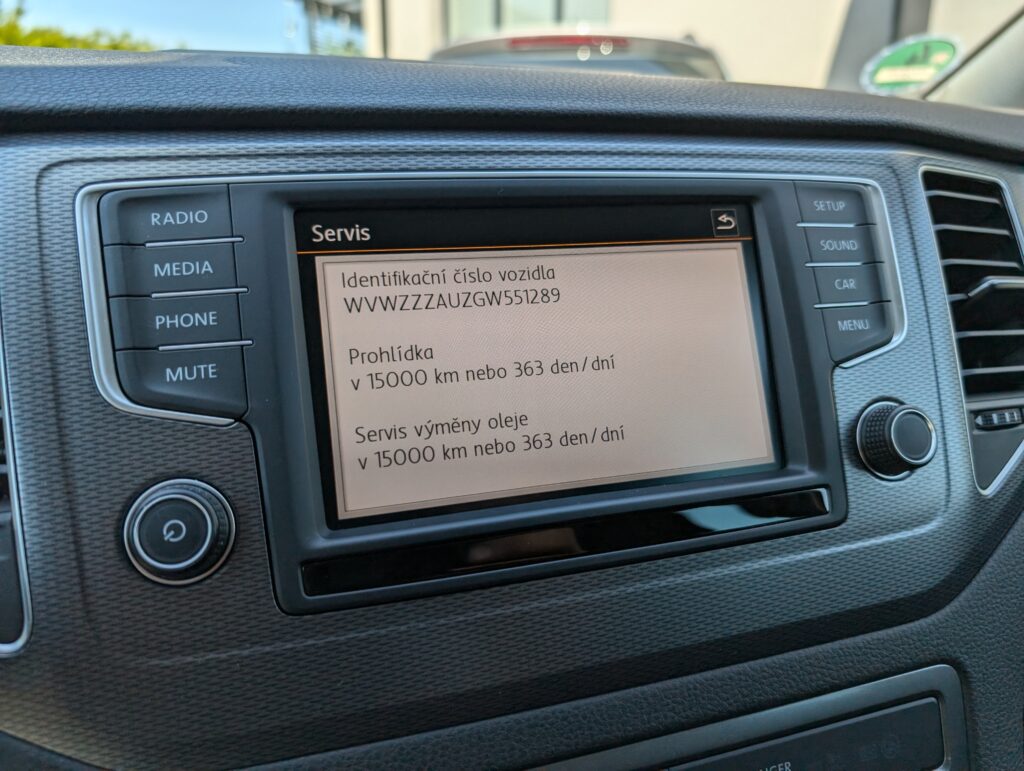 RADIO
MEDIA
PHONE
MUTE
Servis
Identifikační číslo vozidla
WVWZZZAUZGW551289
Prohlídka
v 15000 km nebo 363 den/dní
Servis výměny oleje
v 15000 km nebo 363 den/dní
SETUP
SOUND
CAR
MENU